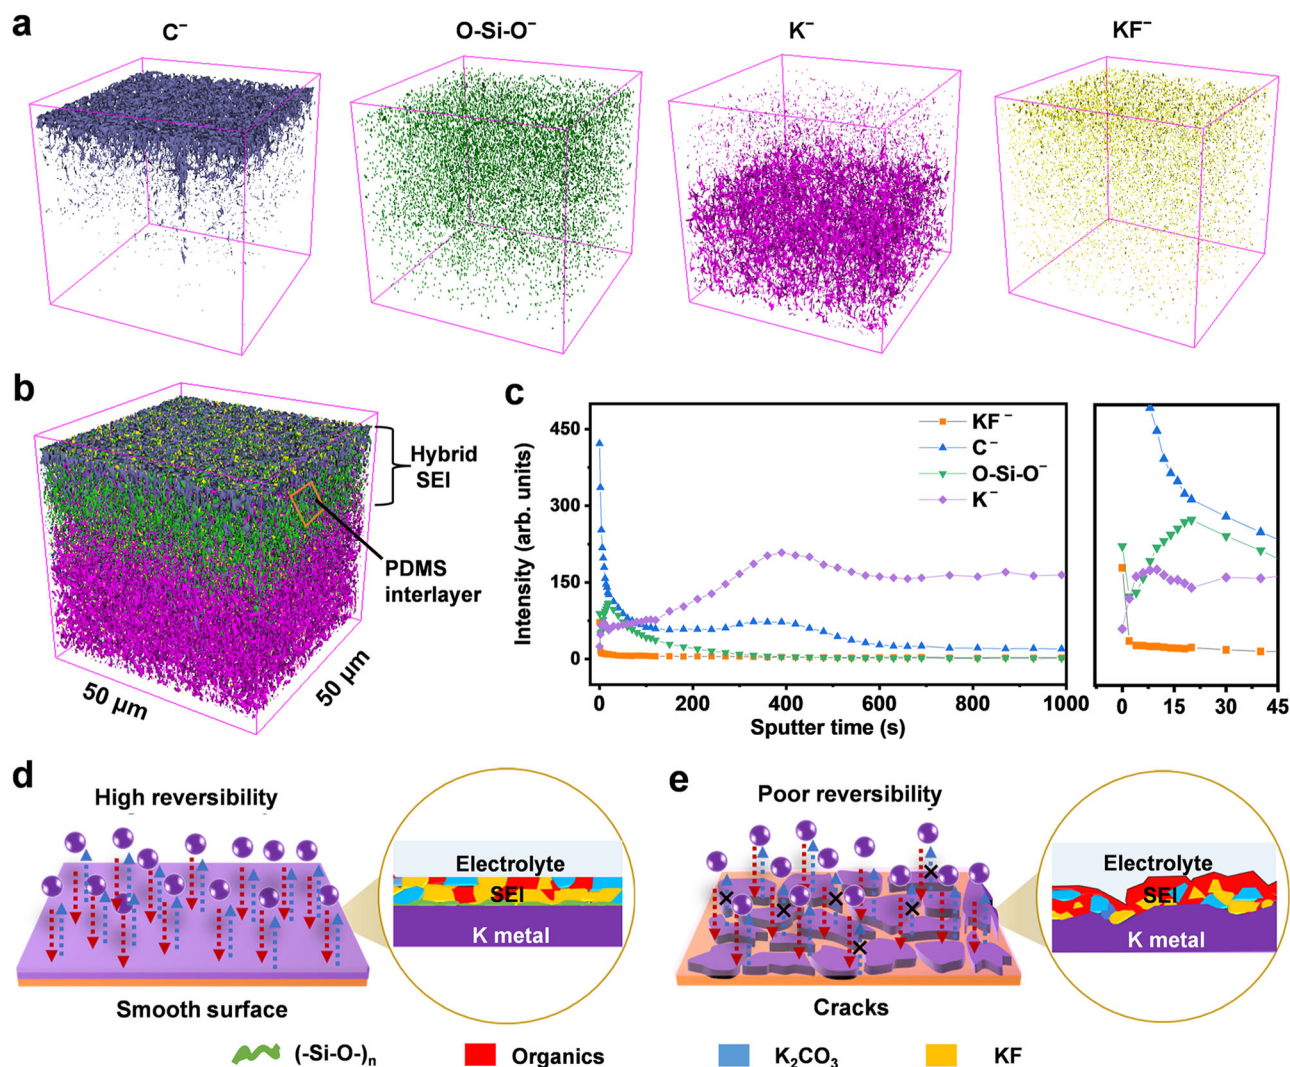 a
C⁻
O-Si-O⁻
K⁻
KF⁻
b
Hybrid
SEI
PDMS
interlayer
50 µm
50 µm
c
Intensity (arb. units)
450
300
150
0
KF⁻
C⁻
O-Si-O⁻
K⁻
0 200 400 600 800 1000
Sputter time (s)
0 15 30 45
d
High reversibility
Smooth surface
Electrolyte
SEI
K metal
e
Poor reversibility
Cracks
Electrolyte
SEI
K metal
(-Si-O-)ₙ
Organics
K₂CO₃
KF